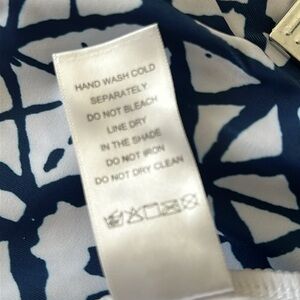 HAND WASH COLD
SEPARATELY
DO NOT BLEACH
LINE DRY
IN THE SHADE
DO NOT IRON
DO NOT DRY CLEAN